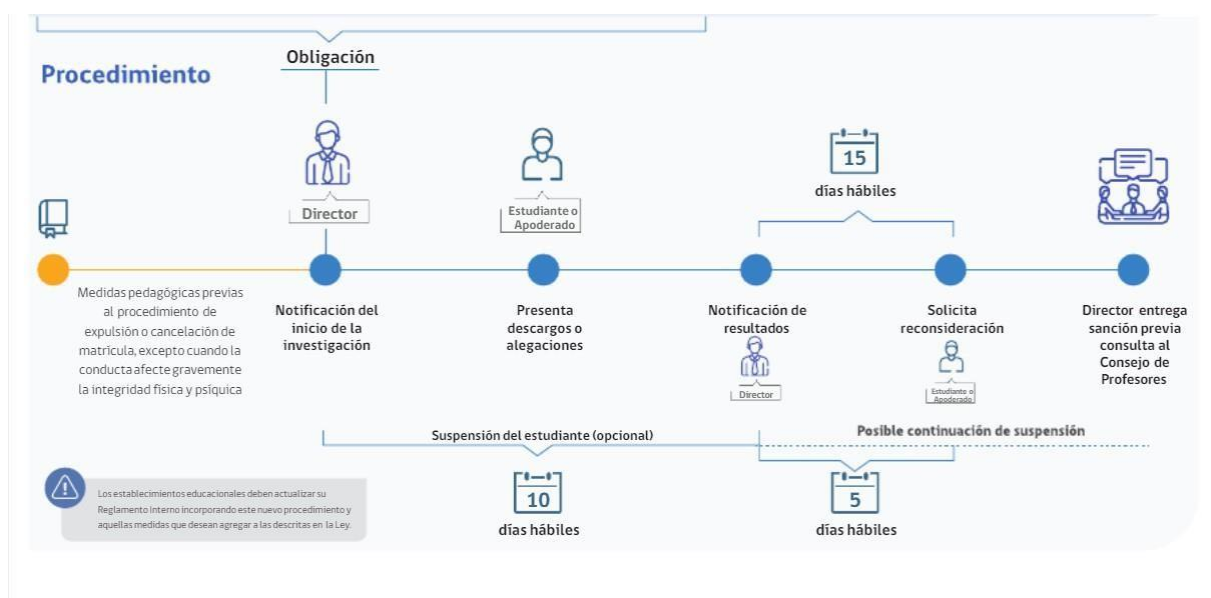 Procedimiento
Obligación
Director
Estudiante o
Apoderado
15
días hábiles
Medidas pedagógicas previas
al procedimiento de
expulsión o cancelación de
matrícula, excepto cuando la
conducta afecte gravemente
la integridad física y psíquica
Notificación del
inicio de la
investigación
Presenta
descargos o
alegaciones
Notificación de
resultados
Director
Solicita
reconsideración
Estudiante o
Apoderado
Director entrega
sanción previa
consulta al
Consejo de
Profesores
Suspensión del estudiante (opcional)
Posible continuación de suspensión
10
días hábiles
5
días hábiles
Los establecimientos educacionales deben actualizar su
Reglamento Interno incorporando este nuevo procedimiento y
aquellas medidas que desean agregar a las descritas en la Ley.